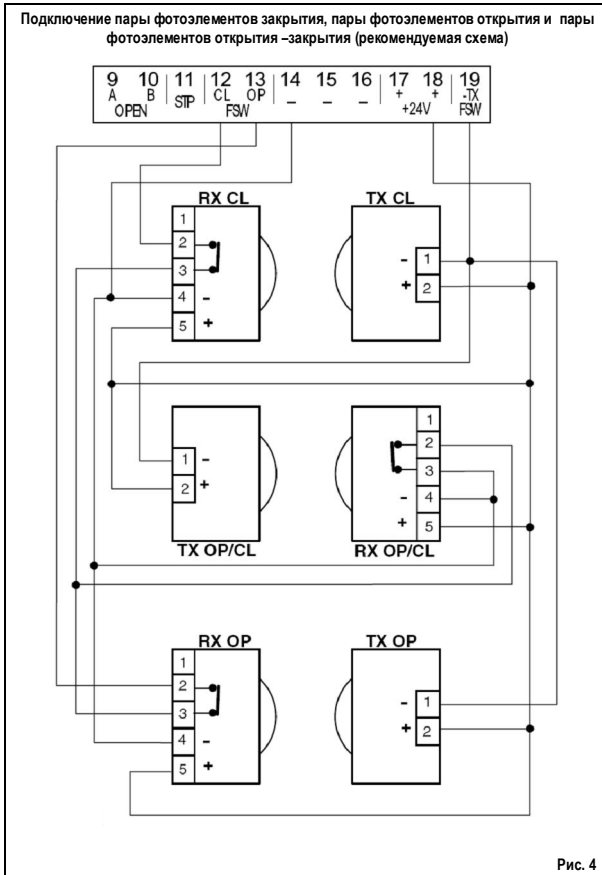 Подключение пары фотоэлементов закрытия, пары фотоэлементов открытия и пары
фотоэлементов открытия –закрытия (рекомендуемая схема)
9 10 11 12 13 14 15 16 17 18 19
A B STP CL OP – – – + + -TX
OPEN FSW +24V FSW
RX CL TX CL
1
2
3
4 -
5 +
- 1
+ 2
1 -
2 +
1
2
3
- 4
+ 5
TX OP/CL RX OP/CL
RX OP TX OP
1
2
3
4 -
5 +
- 1
+ 2
Рис. 4